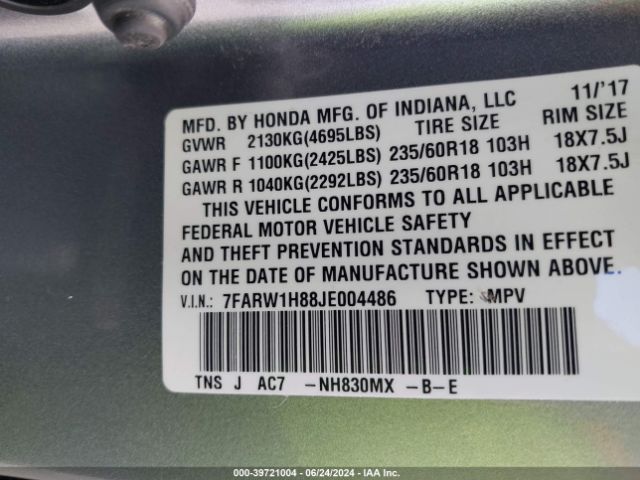 MFD. BY HONDA MFG. OF INDIANA, LLC 11/'17
GVWR 2130KG(4695LBS) TIRE SIZE RIM SIZE
GAWR F 1100KG(2425LBS) 235/60R18 103H 18X7.5J
GAWR R 1040KG(2292LBS) 235/60R18 103H 18X7.5J
THIS VEHICLE CONFORMS TO ALL APPLICABLE
FEDERAL MOTOR VEHICLE SAFETY
AND THEFT PREVENTION STANDARDS IN EFFECT
ON THE DATE OF MANUFACTURE SHOWN ABOVE.
V.I.N.: 7FARW1H88JE004486 TYPE: MPV
TNS J AC7 -NH830MX -B-E
000-39721004 / 06/24/2024 - IAA, Inc.